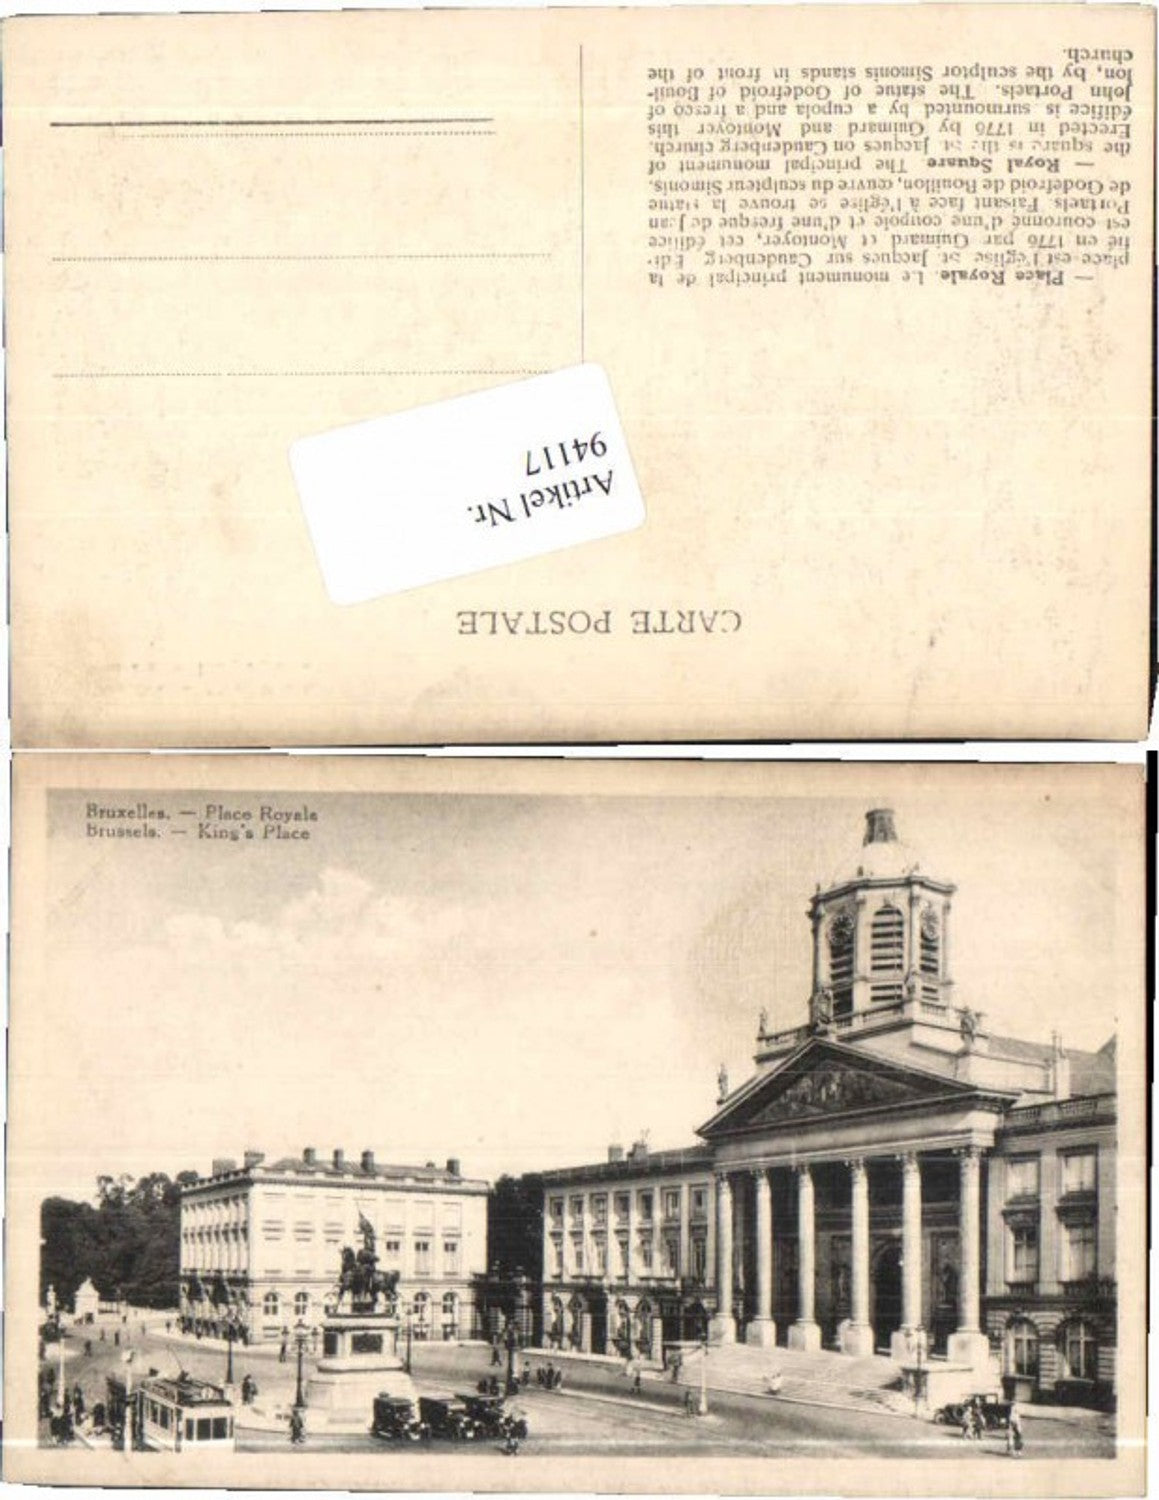 — Place Royale. Le monument principal de la
place est l'église St Jacques sur Caudenberg Edi-
fié en 1776 par Guimard et Montoyer, cet édifice
est couronné d'une coupole et d'une fresque de Jean
Portaels. Faisant face à l'église se trouve la statue
de Godefroid de Bouillon, œuvre du sculpteur Simonis.
— Royal Square. The principal monument of
the square is the St. Jacques on Caudenberg church.
Erected in 1776 by Guimard and Montoyer this
édifice is surmounted by a cupola and a fresco of
John Portaels. The statue of Godefroid of Bouil-
lon, by the sculptor Simonis stands in front of the
church.
CARTE POSTALE
Artikel Nr.
94117
Bruxelles. — Place Royale
Brussels. — King's Place